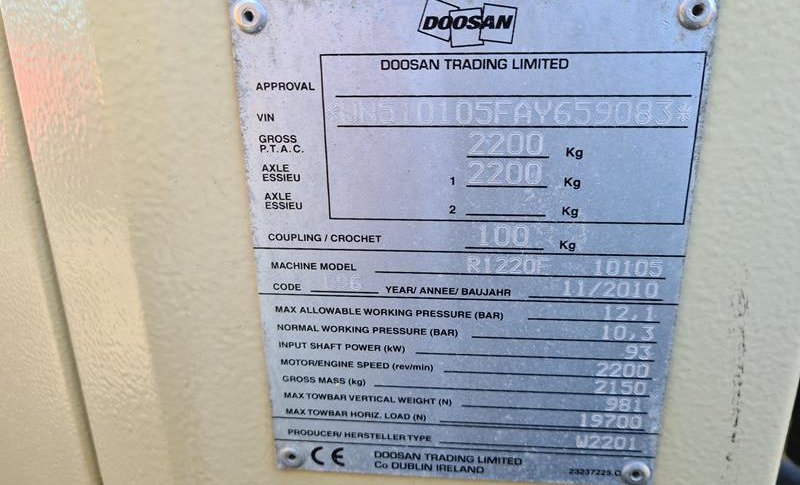 DOOSAN
DOOSAN TRADING LIMITED
APPROVAL
VIN *UN510105FAY659083*
GROSS P.T.A.C. 2200 Kg
AXLE ESSIEU 1 2200 Kg
AXLE ESSIEU 2 Kg
COUPLING / CROCHET 100 Kg
MACHINE MODEL R1220F 10105
CODE 096 YEAR/ ANNEE/ BAUJAHR 11/2010
MAX ALLOWABLE WORKING PRESSURE (BAR) 12,1
NORMAL WORKING PRESSURE (BAR) 10,3
INPUT SHAFT POWER (kW) 93
MOTOR/ENGINE SPEED (rev/min) 2200
GROSS MASS (kg) 2150
MAX TOWBAR VERTICAL WEIGHT (N) 981
MAX TOWBAR HORIZ. LOAD (N) 19700
PRODUCER/ HERSTELLER TYPE W2201
CE DOOSAN TRADING LIMITED
Co DUBLIN IRELAND 23237225.C